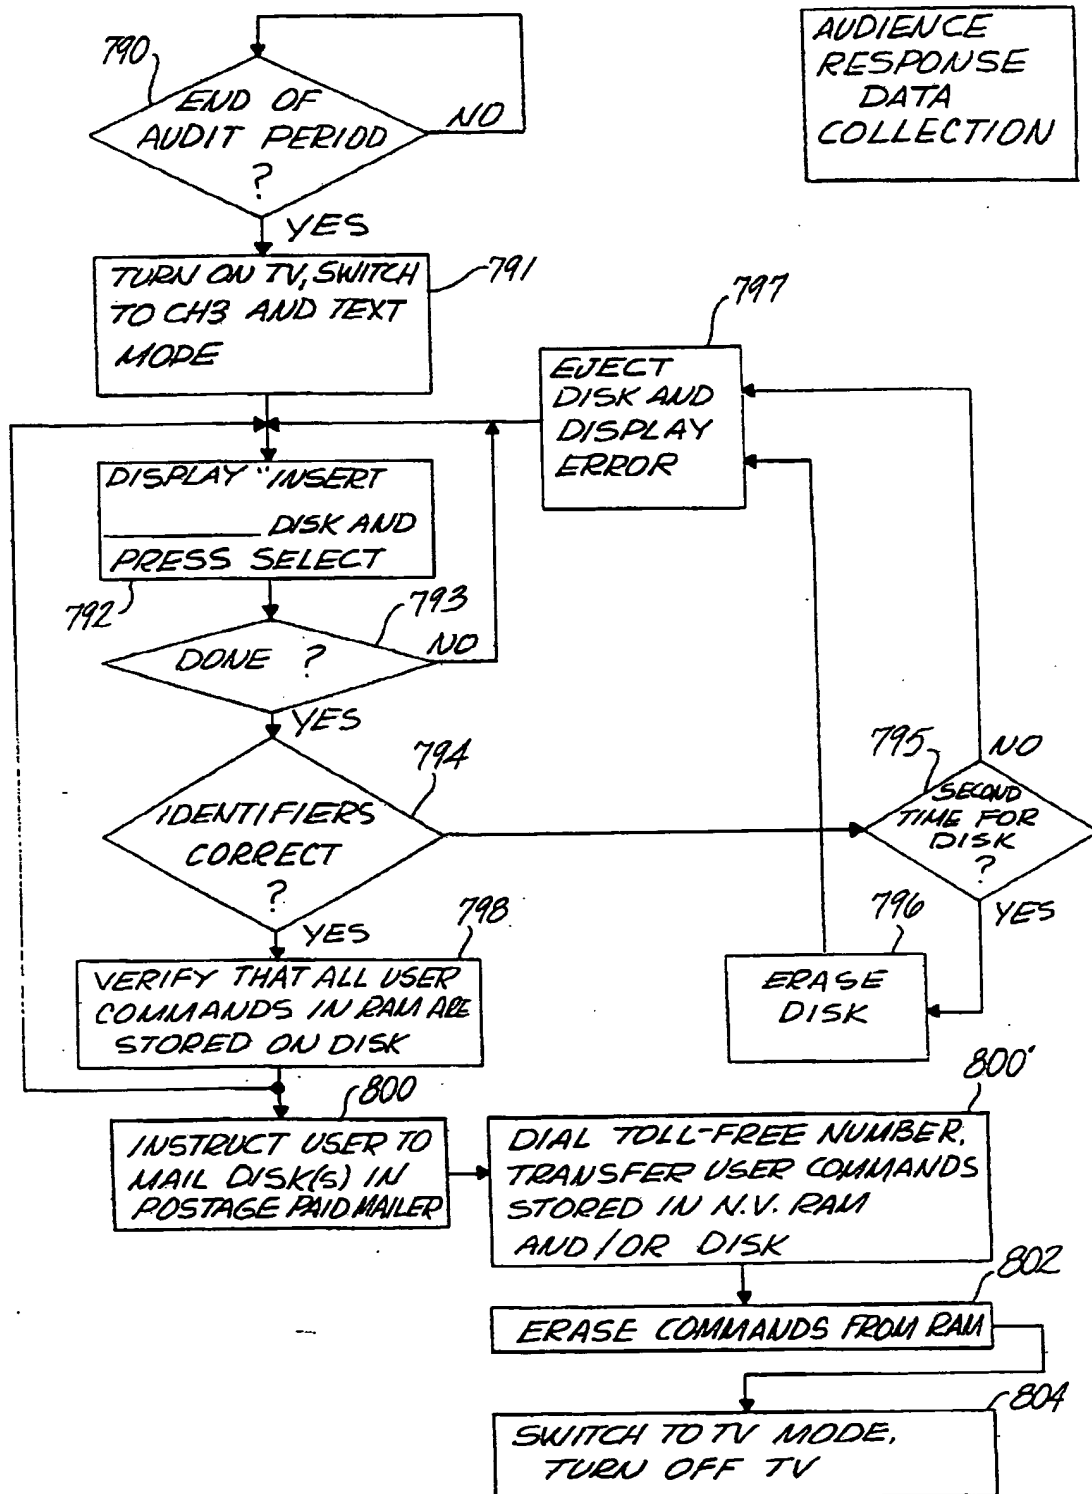 AUDIENCE
RESPONSE
DATA
COLLECTION
790
END OF
AUDIT PERIOD
?
NO
YES
791
TURN ON TV, SWITCH
TO CH3 AND TEXT
MODE
797
EJECT
DISK AND
DISPLAY
ERROR
DISPLAY "INSERT
________ DISK AND
PRESS SELECT
792
793
DONE ?
NO
YES
794
IDENTIFIERS
CORRECT
?
YES
795
NO
SECOND
TIME FOR
DISK
?
YES
796
ERASE
DISK
798
VERIFY THAT ALL USER
COMMANDS IN RAM ARE
STORED ON DISK
800
INSTRUCT USER TO
MAIL DISK(S) IN
POSTAGE PAID MAILER
800'
DIAL TOLL-FREE NUMBER.
TRANSFER USER COMMANDS
STORED IN N.V. RAM
AND/OR DISK
802
ERASE COMMANDS FROM RAM
804
SWITCH TO TV MODE.
TURN OFF TV